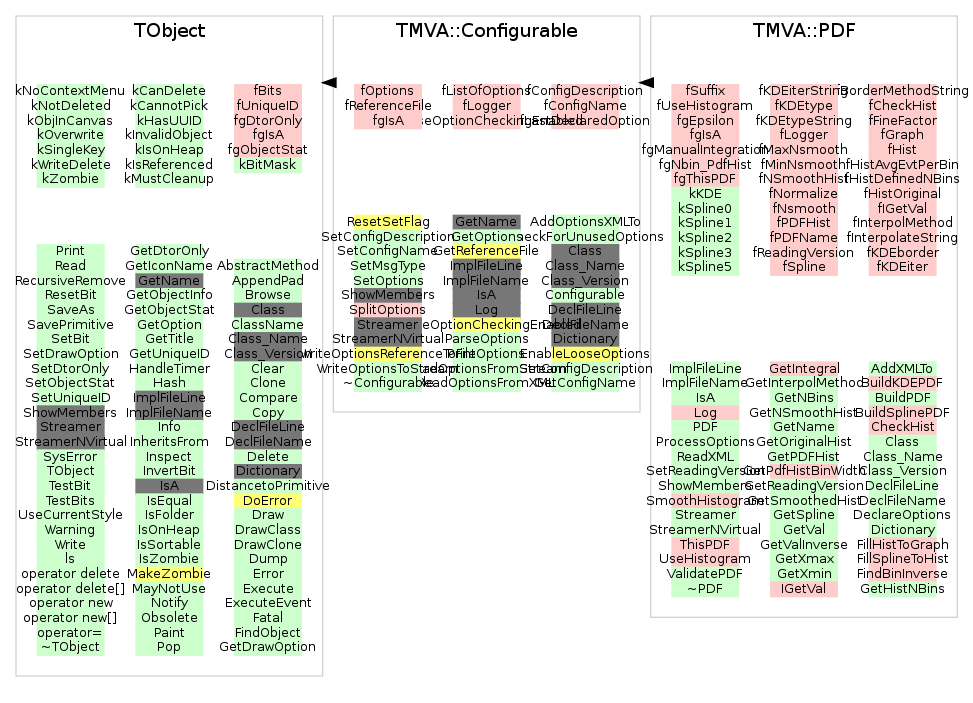 TObject
kNoContextMenu kCanDelete fBits
kNotDeleted kCannotPick fUniqueID
kObjInCanvas kHasUUID fgDtorOnly
kOverwrite kInvalidObject fgIsA
kSingleKey kIsOnHeap fgObjectStat
kWriteDelete kIsReferenced kBitMask
kZombie kMustCleanup
Print GetDtorOnly
Read GetIconName AbstractMethod
RecursiveRemove GetName AppendPad
ResetBit GetObjectInfo Browse
SaveAs GetObjectStat Class
SavePrimitive GetOption ClassName
SetBit GetTitle Class_Name
SetDrawOption GetUniqueID Class_Version
SetDtorOnly HandleTimer Clear
SetObjectStat Hash Clone
SetUniqueID ImplFileLine Compare
ShowMembers ImplFileName Copy
Streamer Info DeclFileLine
StreamerNVirtual InheritsFrom DeclFileName
SysError Inspect Delete
TObject InvertBit Dictionary
TestBit IsA DistancetoPrimitive
TestBits IsEqual DoError
UseCurrentStyle IsFolder Draw
Warning IsOnHeap DrawClass
Write IsSortable DrawClone
ls IsZombie Dump
operator delete MakeZombie Error
operator delete[] MayNotUse Execute
operator new Notify ExecuteEvent
operator new[] Obsolete Fatal
operator= Paint FindObject
~TObject Pop GetDrawOption
TMVA::Configurable
fOptions fListOfOptions fConfigDescription
fReferenceFile fLogger fConfigName
fgIsA
ResetSetFlag GetName AddOptionsXMLTo
SetConfigDescription GetOptions
SetConfigName GetReferenceFile Class
SetMsgType ImplFileLine Class_Name
SetOptions ImplFileName Class_Version
ShowMembers IsA Configurable
SplitOptions Log DeclFileLine
Streamer DeclFileName
StreamerNVirtual ParseOptions Dictionary
WriteOptionsReferenceToFile PrintOptions EnableLooseOptions
WriteOptionsToStream GetConfigDescription
~Configurable GetConfigName
TMVA::PDF
fSuffix fKDEiterString fBorderMethodString
fUseHistogram fKDEtype fCheckHist
fgEpsilon fKDEtypeString fFineFactor
fgIsA fLogger fGraph
fgManualIntegration fMaxNsmooth fHist
fgNbin_PdfHist fMinNsmooth fHistAvgEvtPerBin
fgThisPDF fNSmoothHist fHistDefinedNBins
kKDE fNormalize fHistOriginal
kSpline0 fNsmooth fIGetVal
kSpline1 fPDFHist fInterpolMethod
kSpline2 fPDFName fInterpolateString
kSpline3 fReadingVersion fKDEborder
kSpline5 fSpline fKDEiter
ImplFileLine GetIntegral AddXMLTo
ImplFileName GetInterpolMethod BuildKDEPDF
IsA GetNBins BuildPDF
Log GetNSmoothHist BuildSplinePDF
PDF GetName CheckHist
ProcessOptions GetOriginalHist Class
ReadXML GetPDFHist Class_Name
SetReadingVersion GetPdfHistBinWidth Class_Version
ShowMembers GetReadingVersion DeclFileLine
SmoothHistogram GetSmoothedHist DeclFileName
Streamer GetSpline DeclareOptions
StreamerNVirtual GetVal Dictionary
ThisPDF GetValInverse FillHistToGraph
UseHistogram GetXmax FillSplineToHist
ValidatePDF GetXmin FindBinInverse
~PDF IGetVal GetHistNBins